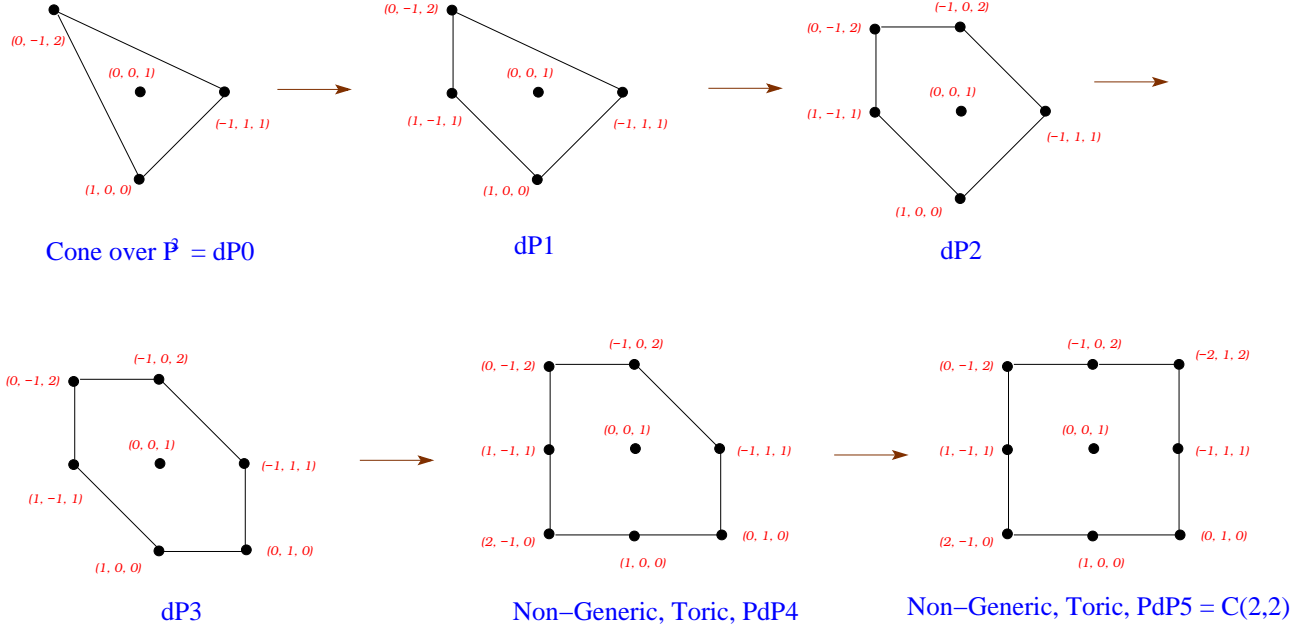 (0, −1, 2)
(0, 0, 1)
(−1, 1, 1)
(1, 0, 0)
Cone over P² = dP0
(0, −1, 2)
(0, 0, 1)
(1, −1, 1)
(−1, 1, 1)
(1, 0, 0)
dP1
(−1, 0, 2)
(0, −1, 2)
(0, 0, 1)
(1, −1, 1)
(−1, 1, 1)
(1, 0, 0)
dP2
(−1, 0, 2)
(0, −1, 2)
(0, 0, 1)
(−1, 1, 1)
(1, −1, 1)
(0, 1, 0)
(1, 0, 0)
dP3
(−1, 0, 2)
(0, −1, 2)
(0, 0, 1)
(1, −1, 1)
(−1, 1, 1)
(2, −1, 0)
(0, 1, 0)
(1, 0, 0)
Non−Generic, Toric, PdP4
(−1, 0, 2)
(−2, 1, 2)
(0, −1, 2)
(0, 0, 1)
(1, −1, 1)
(−1, 1, 1)
(2, −1, 0)
(0, 1, 0)
(1, 0, 0)
Non−Generic, Toric, PdP5 = C(2,2)